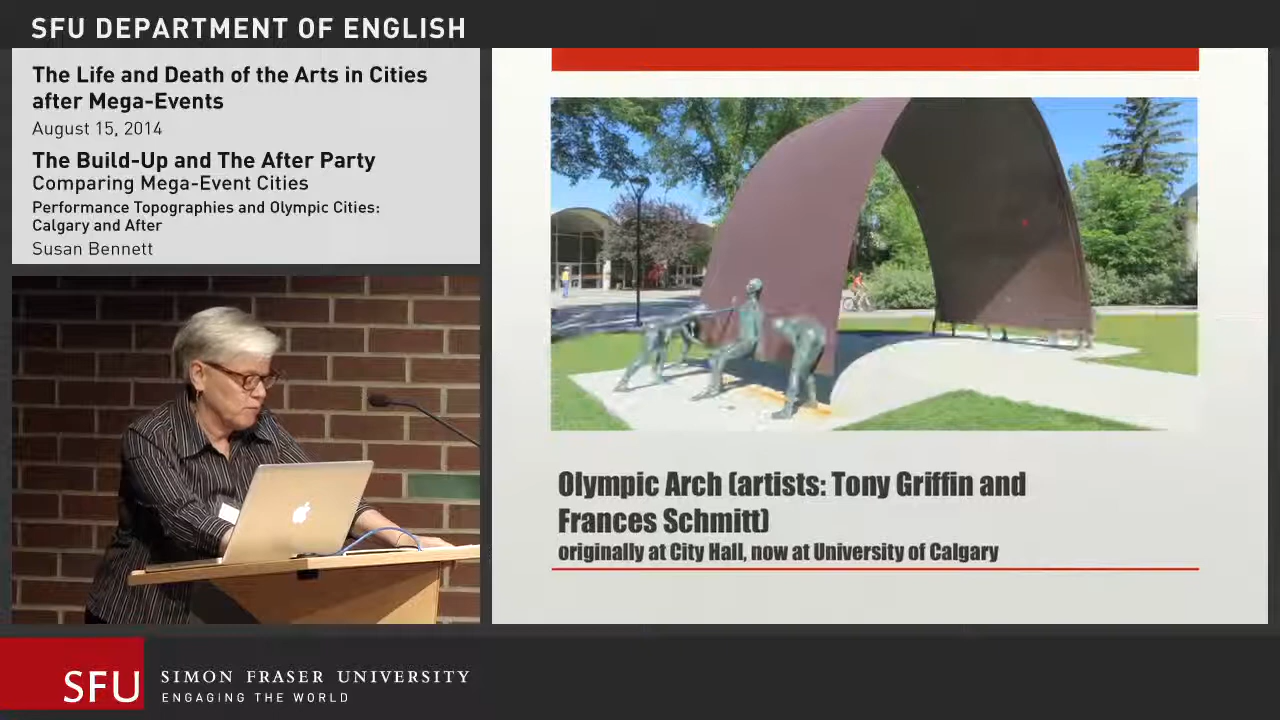 SFU DEPARTMENT OF ENGLISH
The Life and Death of the Arts in Cities
after Mega-Events
August 15, 2014
The Build-Up and The After Party
Comparing Mega-Event Cities
Performance Topographies and Olympic Cities:
Calgary and After
Susan Bennett
Olympic Arch (artists: Tony Griffin and
Frances Schmitt)
originally at City Hall, now at University of Calgary
SFU
SIMON FRASER UNIVERSITY
ENGAGING THE WORLD